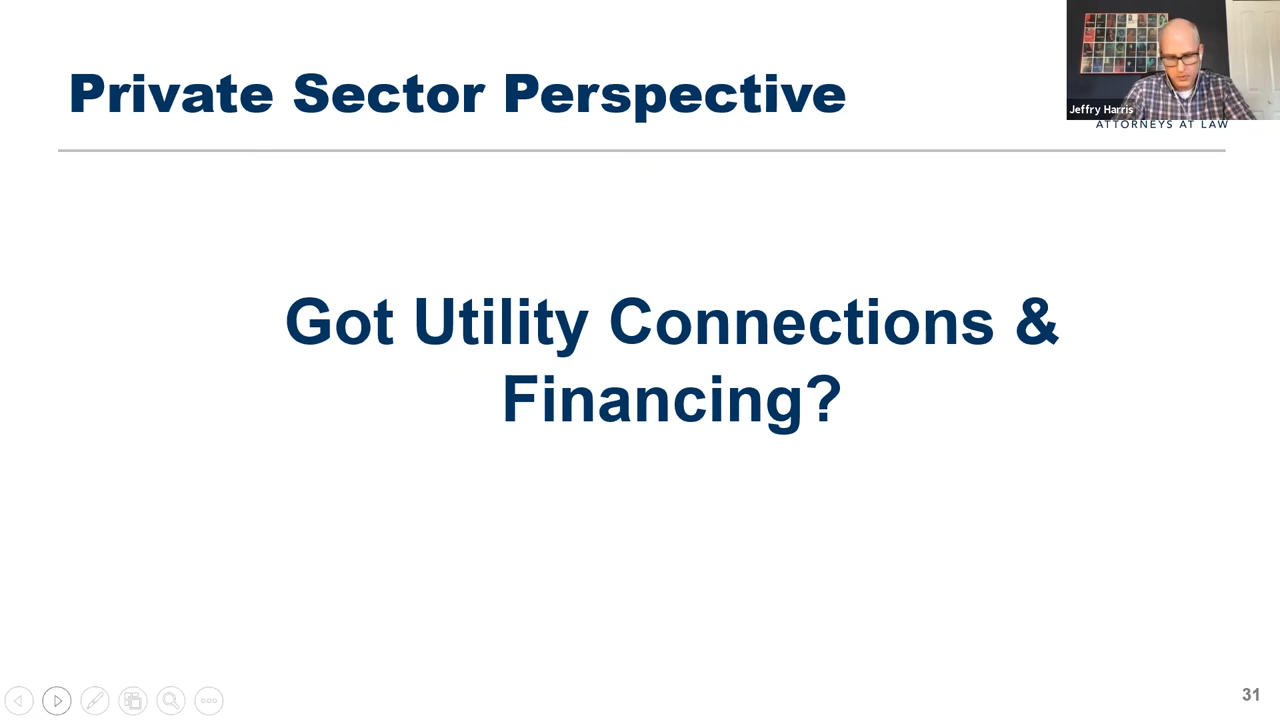 Private Sector Perspective
Jeffry Harris
ATTORNEYS AT LAW
Got Utility Connections &
Financing?
31